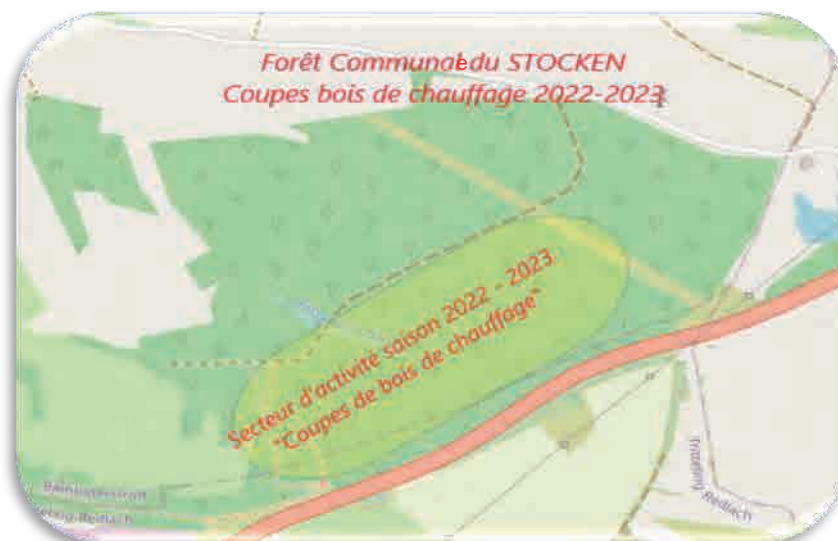 Forêt Communale du STOCKEN
Coupes bois de chauffage 2022-2023
Secteur d'activité saison 2022 - 2023
"Coupes de bois de chauffage"